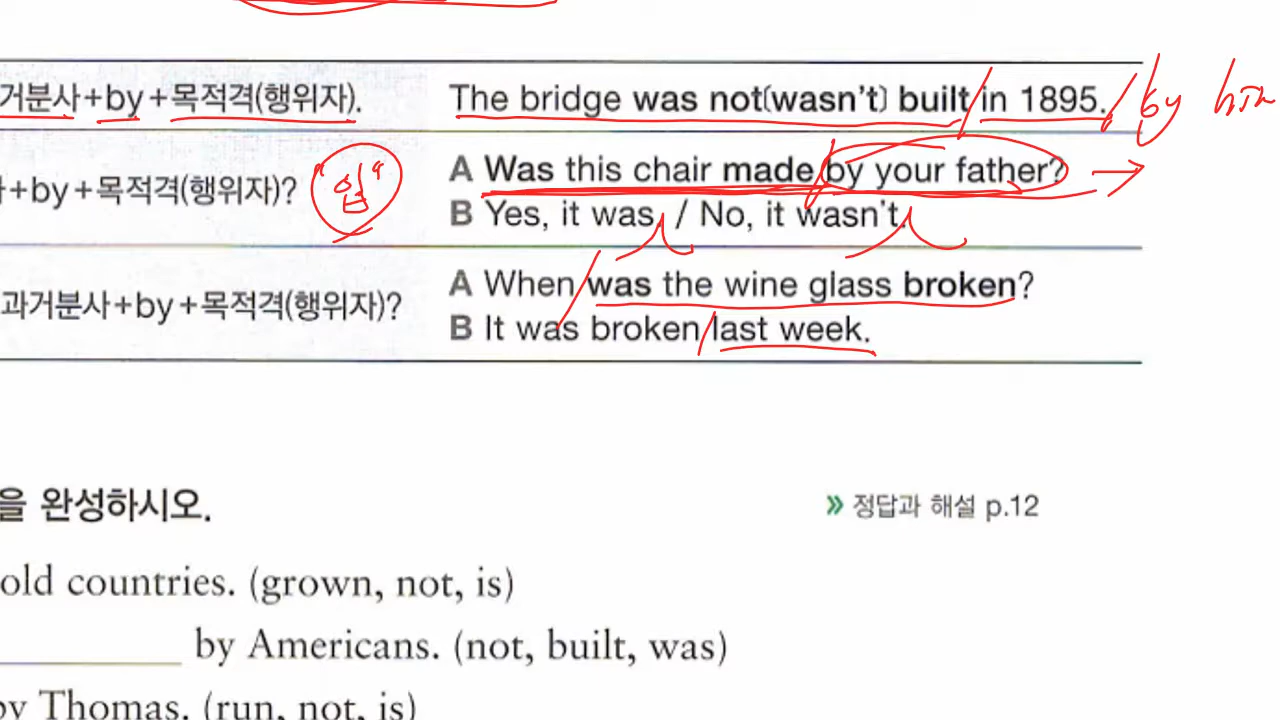 거분사+by+목적격(행위자). The bridge was not(wasn't) built in 1895. by him
+by+목적격(행위자)? "입" A Was this chair made by your father?
B Yes, it was. / No, it wasn't.
과거분사+by+목적격(행위자)? A When was the wine glass broken?
B It was broken last week.
을 완성하시오. » 정답과 해설 p.12
old countries. (grown, not, is)
by Americans. (not, built, was)
by Thomas. (run, not, is)